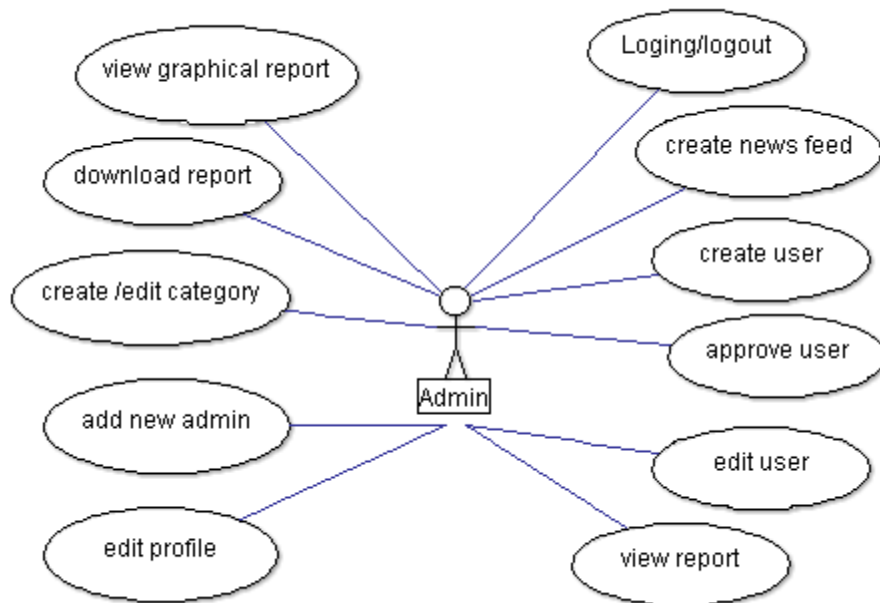 view graphical report
Loging/logout
download report
create news feed
create /edit category
create user
approve user
Admin
add new admin
edit user
edit profile
view report